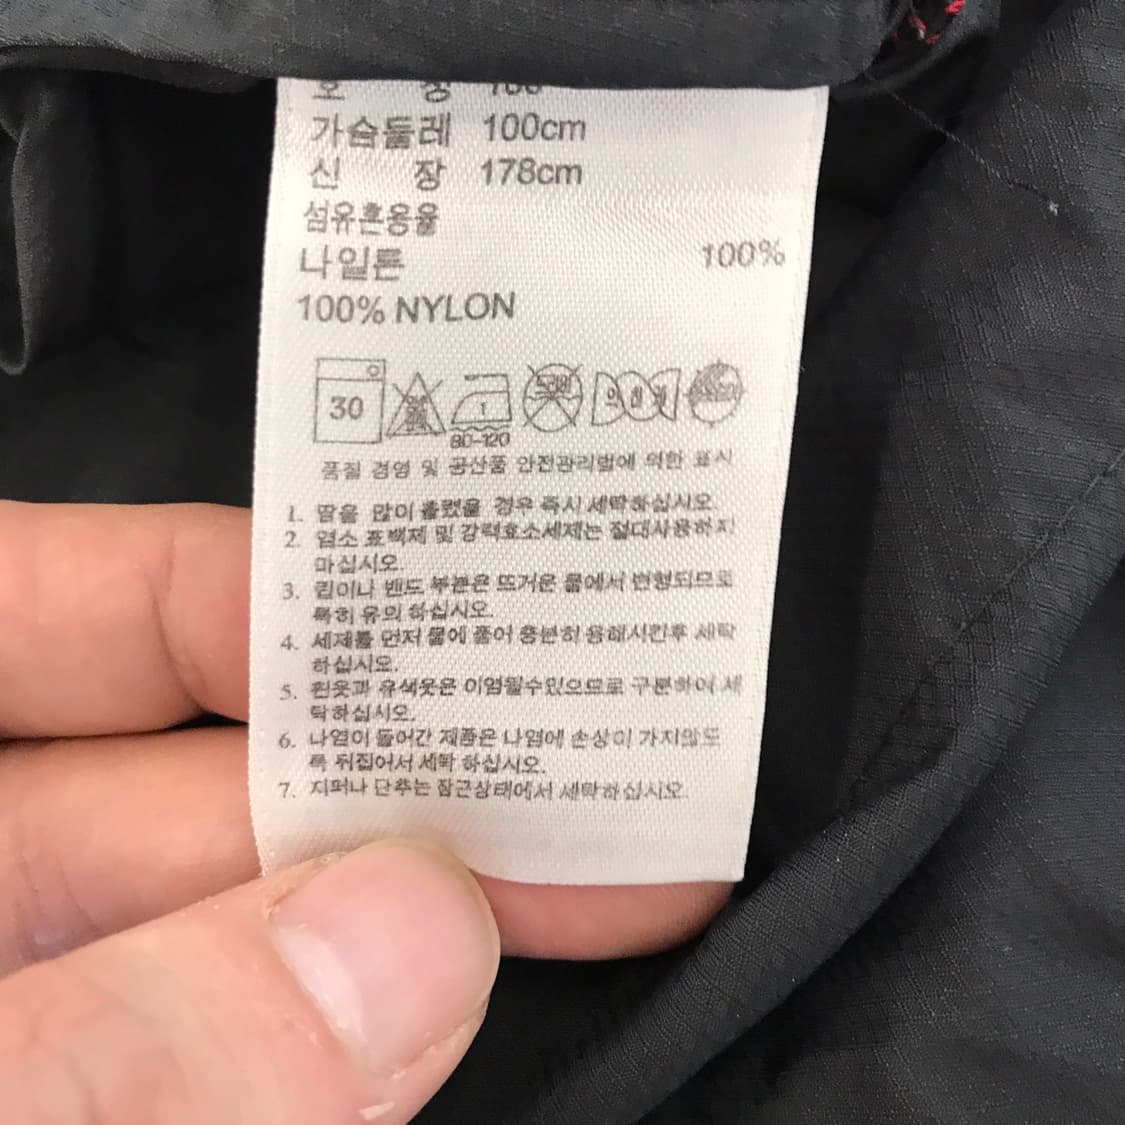 호 칭 100
가슴둘레 100cm
신 장 178cm
섬유혼용율
나일론 100%
100% NYLON
30
80-120
품질 경영 및 공산품 안전관리법에 의한 표시
1. 땀을 많이 흘렸을 경우 즉시 세탁하십시오.
2. 염소 표백제 및 강력효소세제는 절대사용하지
마십시오.
3. 립이나 밴드 부분은 뜨거운 물에서 변형되므로
특히 유의 하십시오.
4. 세제를 먼저 물에 풀어 충분히 용해시킨후 세탁
하십시오.
5. 흰옷과 유색옷은 이염될수있으므로 구분하여 세
탁하십시오.
6. 나염이 들어간 제품은 나염에 손상이 가지않도
록 뒤집어서 세탁 하십시오.
7. 지퍼나 단추는 잠근상태에서 세탁하십시오.